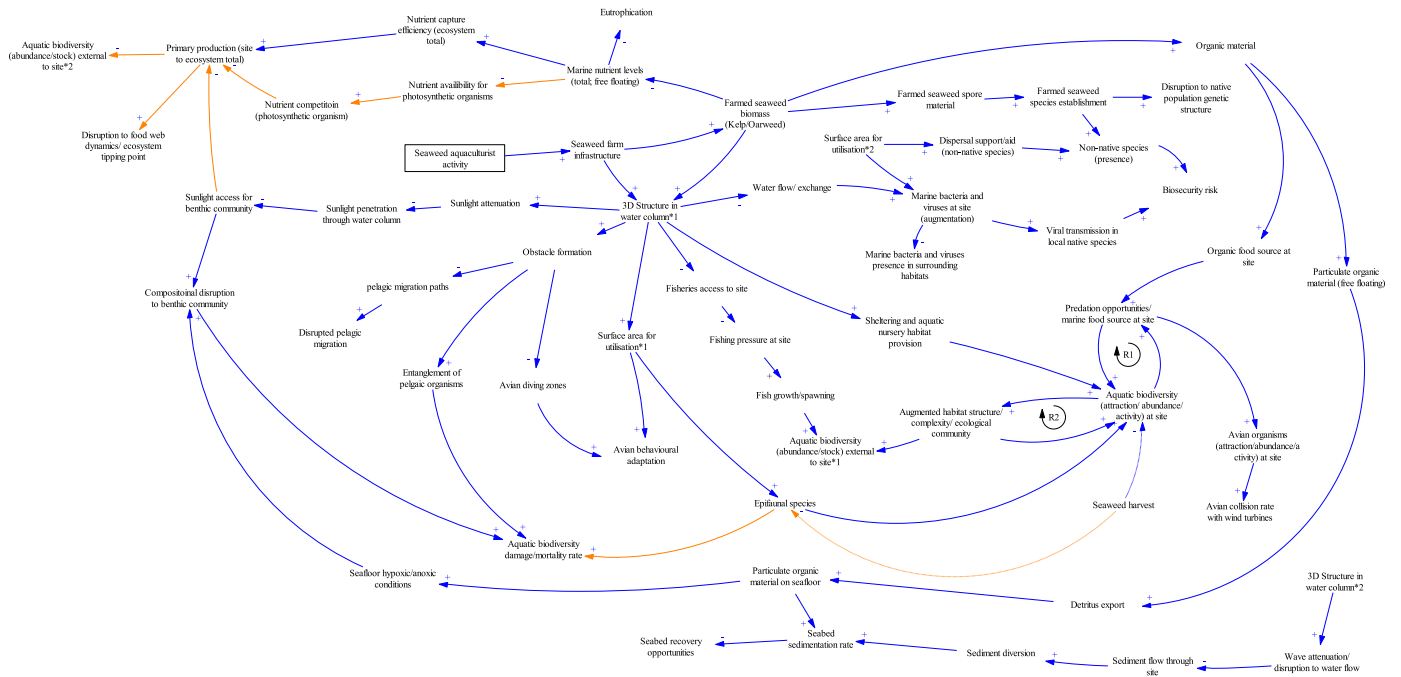 Eutrophication
Nutrient capture
efficiency (ecosystem
total)
Aquatic biodiversity
(abundance/stock) external
to site*2
Primary production (site
to ecosystem total)
Organic material
Marine nutrient levels
(total; free floating)
Nutrient availibility for
photosynthetic organisms
Nutrient competitoin
(photosynthetic organism)
Farmed seaweed
biomass
(Kelp/Oarweed)
Farmed seaweed spore
material
Farmed seaweed
species establishment
Disruption to native
population genetic
structure
Disruption to food web
dynamics/ ecosystem
tipping point
Seaweed aquaculturist
activity
Seaweed farm
infrastructure
Surface area for
utilisation*2
Dispersal support/aid
(non-native species)
Non-native species
(presence)
Biosecurity risk
Sunlight access for
benthic community
Sunlight penetration
through water column
Sunlight attenuation
3D Structure in
water column*1
Water flow/ exchange
Marine bacteria and
viruses at site
(augmentation)
Viral transmission in
local native species
Marine bacteria and viruses
presence in surrounding
habitats
Organic food source at
site
Particulate organic
material (free floating)
Obstacle formation
Compositoinal disruption
to benthic community
pelagic migration paths
Disrupted pelagic
migration
Fisheries access to site
Predation opportunities/
marine food source at site
Sheltering and aquatic
nursery habitat
provision
Surface area for
utilisation*1
Fishing pressure at site
R1
Entanglement of
pelgaic organisms
Avian diving zones
Fish growth/spawning
Augmented habitat structure/
complexity/ ecological
community
R2
Aquatic biodiversity
(attraction/ abundance/
activity) at site
Avian behavioural
adaptation
Aquatic biodiversity
(abundance/stock) external
to site*1
Avian organisms
(attraction/abundance/a
ctivity) at site
Epifaunal species
Seaweed harvest
Avian collision rate
with wind turbines
Aquatic biodiversity
damage/mortality rate
Seafloor hypoxic/anoxic
conditions
Particulate organic
material on seafloor
Detritus export
3D Structure in
water column*2
Seabed recovery
opportunities
Seabed
sedimentation rate
Sediment diversion
Sediment flow through
site
Wave attenuation/
disruption to water flow